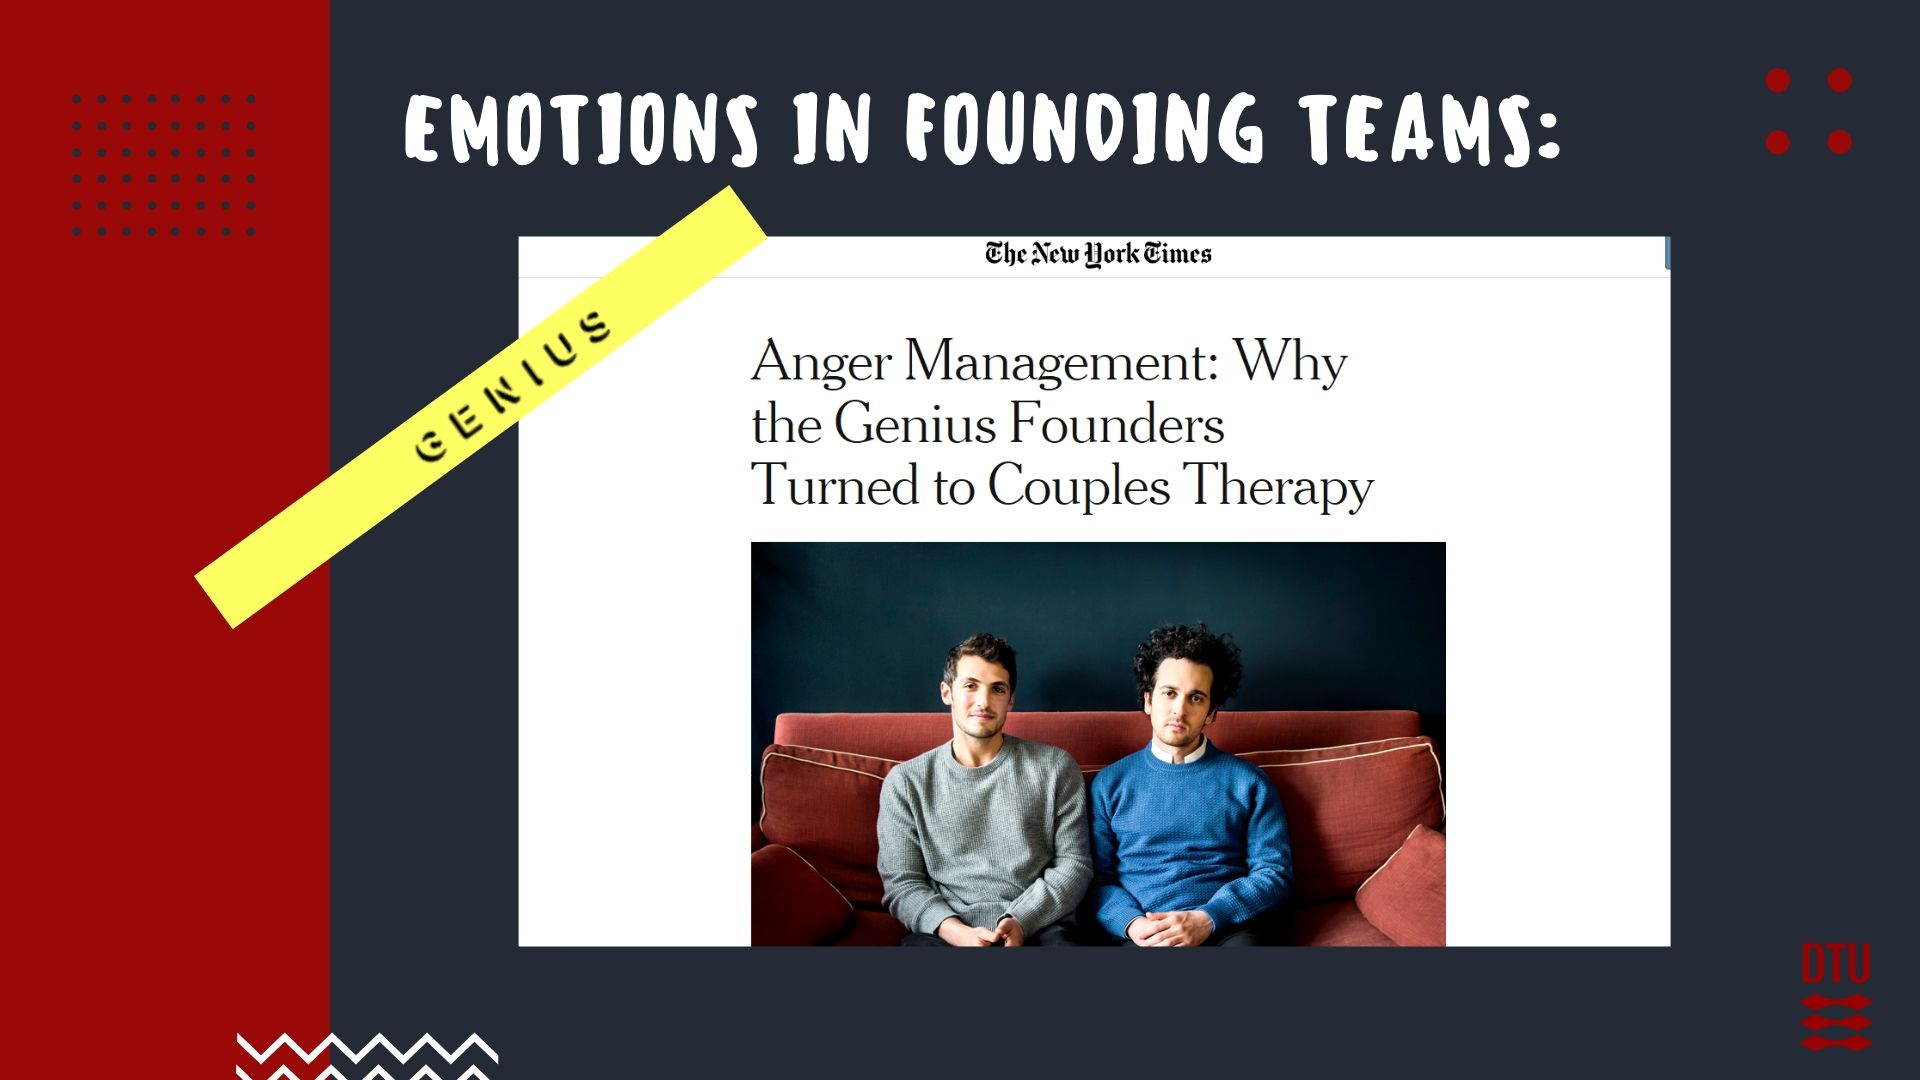 EMOTIONS IN FOUNDING TEAMS:
GENIUS
The New York Times
Anger Management: Why
the Genius Founders
Turned to Couples Therapy
DTU